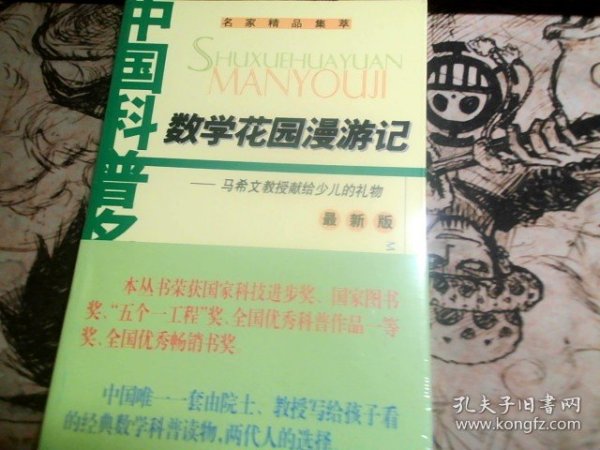 名家精品集萃
SHUXUEHUAYUAN
MANYOUJI
中国科普名
数学花园漫游记
——马希文教授献给少儿的礼物
最新版
本丛书荣获国家科技进步奖、国家图书
奖、“五个一工程”奖、全国优秀科普作品一等
奖、全国优秀畅销书奖。
中国唯一一套由院士、教授写给孩子看
的经典数学科普读物,两代人的选择
孔夫子旧书网
www.kongfz.com